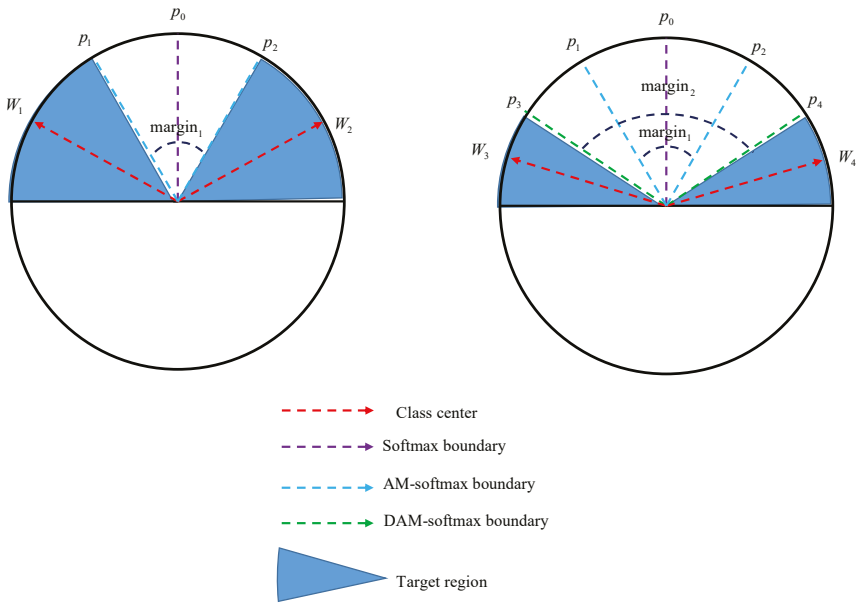 p₀
p₁
p₂
W₁
margin₁
W₂
p₀
p₁
p₂
margin₂
p₃
p₄
margin₁
W₃
W₄
Class center
Softmax boundary
AM-softmax boundary
DAM-softmax boundary
Target region